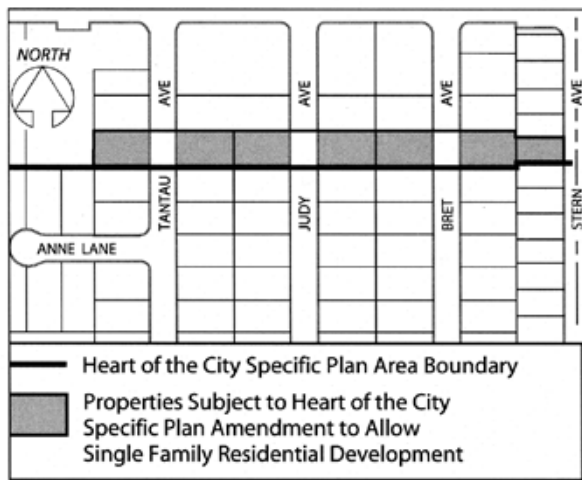 NORTH
AVE
AVE
AVE
AVE
TANTAU
JUDY
BRET
STERN
ANNE LANE
Heart of the City Specific Plan Area Boundary
Properties Subject to Heart of the City
Specific Plan Amendment to Allow
Single Family Residential Development